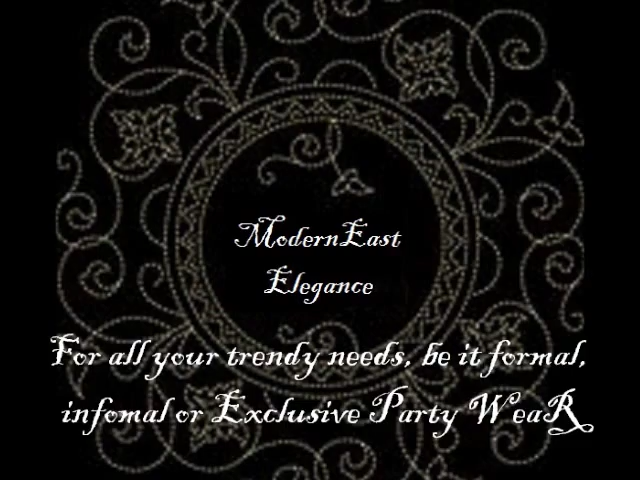 ModernEast
Elegance
For all your trendy needs, be it formal,
infomal or Exclusive Party WeaR